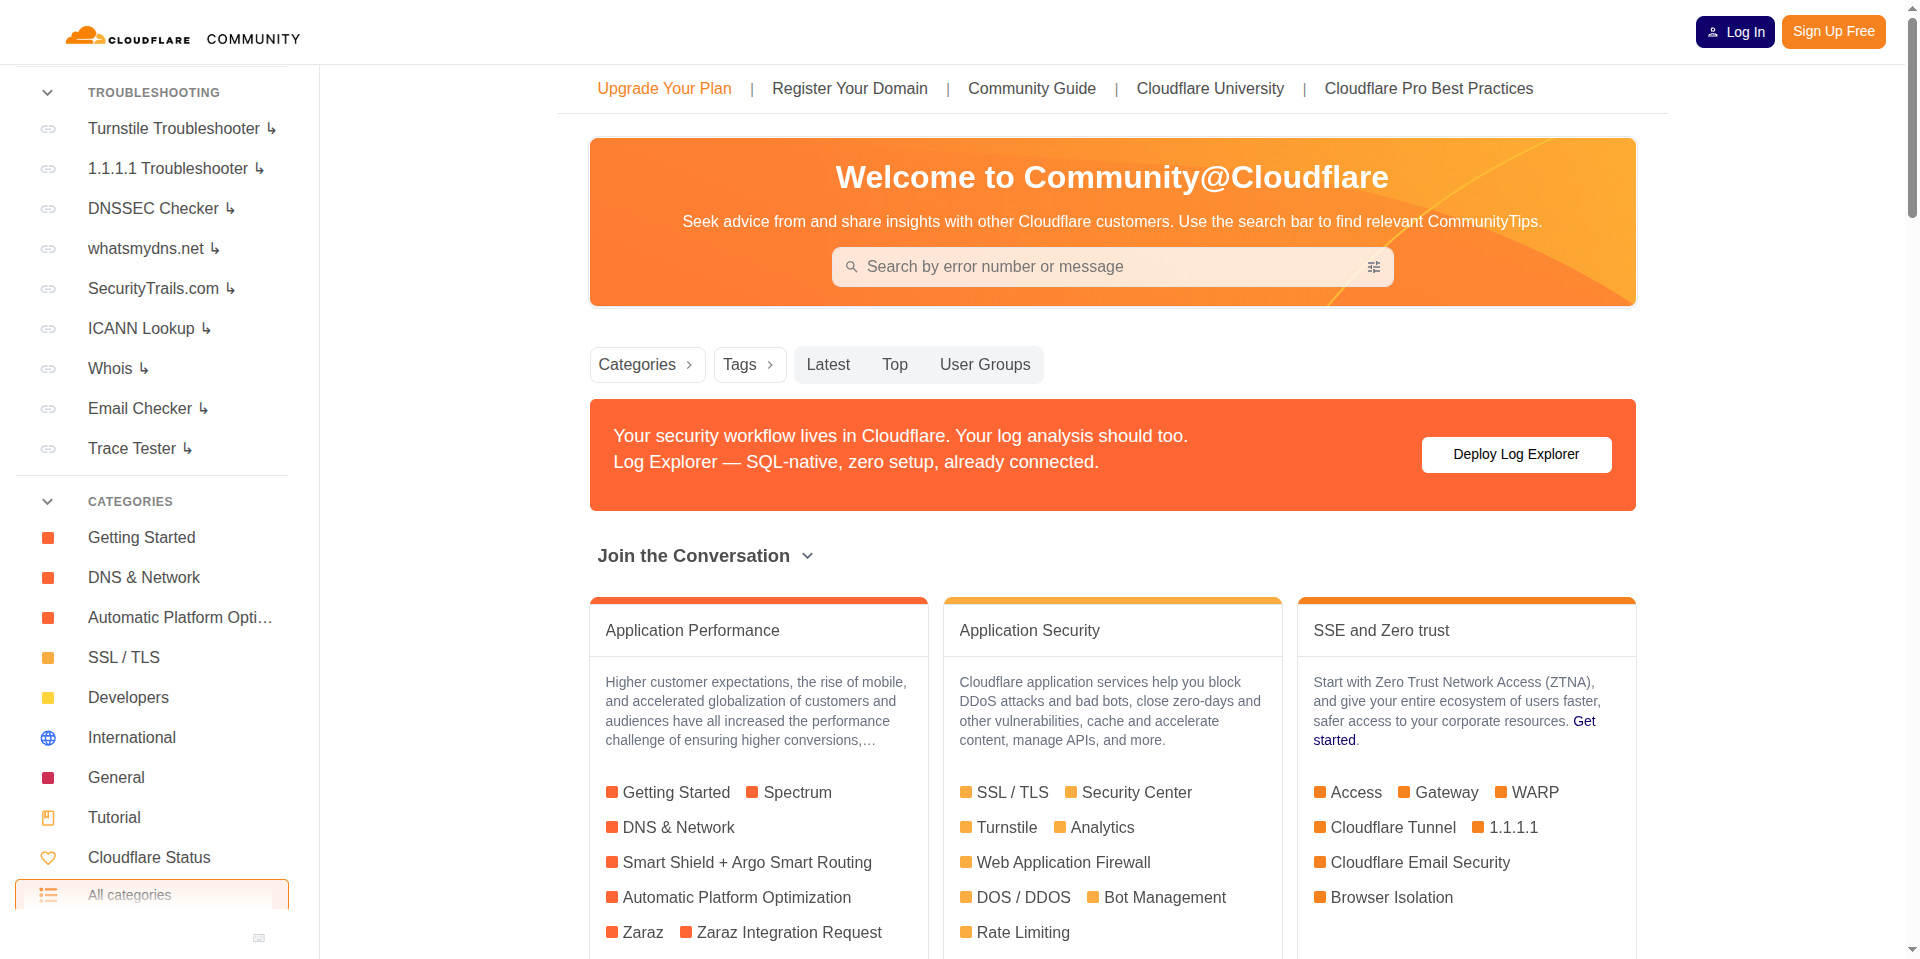 CLOUDFLARE COMMUNITY
Log In
Sign Up Free
TROUBLESHOOTING
Turnstile Troubleshooter ↳
1.1.1.1 Troubleshooter ↳
DNSSEC Checker ↳
whatsmydns.net ↳
SecurityTrails.com ↳
ICANN Lookup ↳
Whois ↳
Email Checker ↳
Trace Tester ↳
CATEGORIES
Getting Started
DNS & Network
Automatic Platform Opti…
SSL / TLS
Developers
International
General
Tutorial
Cloudflare Status
All categories
Upgrade Your Plan | Register Your Domain | Community Guide | Cloudflare University | Cloudflare Pro Best Practices
Welcome to Community@Cloudflare
Seek advice from and share insights with other Cloudflare customers. Use the search bar to find relevant CommunityTips.
Search by error number or message
Categories
Tags
Latest
Top
User Groups
Your security workflow lives in Cloudflare. Your log analysis should too.
Log Explorer — SQL-native, zero setup, already connected.
Deploy Log Explorer
Join the Conversation
Application Performance
Higher customer expectations, the rise of mobile,
and accelerated globalization of customers and
audiences have all increased the performance
challenge of ensuring higher conversions,…
Getting Started Spectrum
DNS & Network
Smart Shield + Argo Smart Routing
Automatic Platform Optimization
Zaraz Zaraz Integration Request
Application Security
Cloudflare application services help you block
DDoS attacks and bad bots, close zero-days and
other vulnerabilities, cache and accelerate
content, manage APIs, and more.
SSL / TLS Security Center
Turnstile Analytics
Web Application Firewall
DOS / DDOS Bot Management
Rate Limiting
SSE and Zero trust
Start with Zero Trust Network Access (ZTNA),
and give your entire ecosystem of users faster,
safer access to your corporate resources. Get
started.
Access Gateway WARP
Cloudflare Tunnel 1.1.1.1
Cloudflare Email Security
Browser Isolation